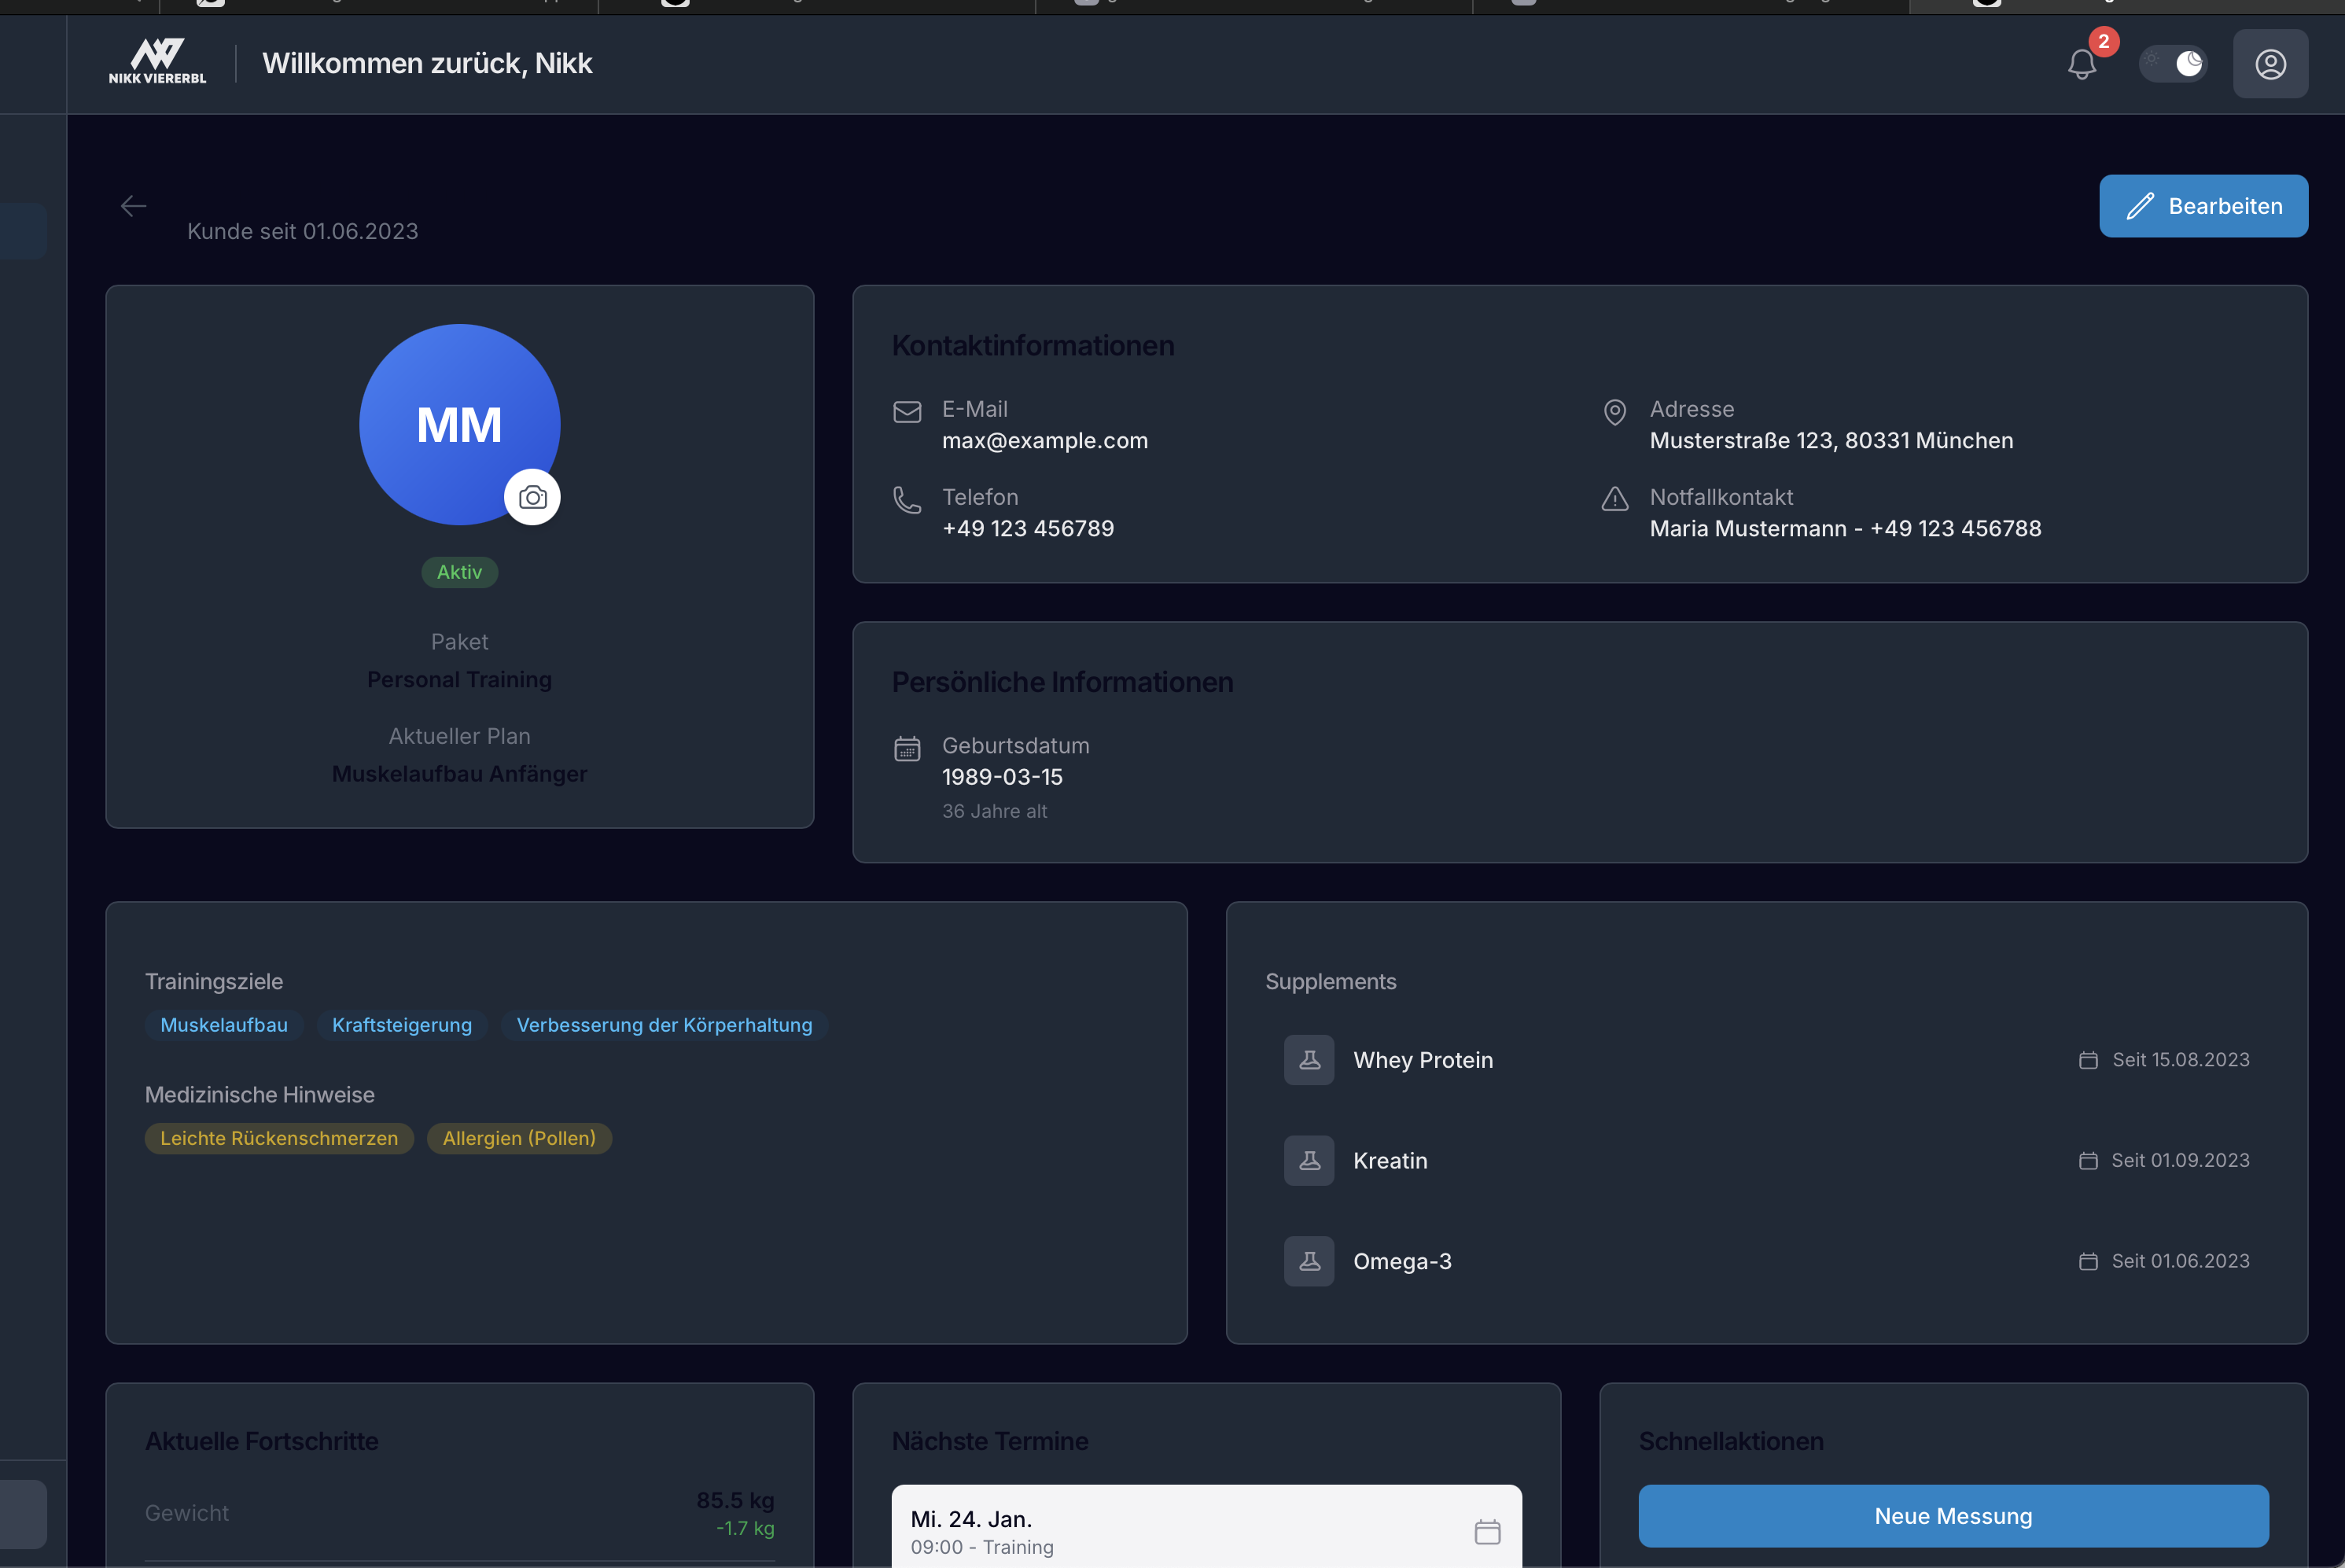 NIKK VIERERBL
Willkommen zurück, Nikk
2
Kunde seit 01.06.2023
Bearbeiten
MM
Aktiv
Paket
Personal Training
Aktueller Plan
Muskelaufbau Anfänger
Kontaktinformationen
E-Mail
max@example.com
Telefon
+49 123 456789
Adresse
Musterstraße 123, 80331 München
Notfallkontakt
Maria Mustermann - +49 123 456788
Persönliche Informationen
Geburtsdatum
1989-03-15
36 Jahre alt
Trainingsziele
Muskelaufbau Kraftsteigerung Verbesserung der Körperhaltung
Medizinische Hinweise
Leichte Rückenschmerzen Allergien (Pollen)
Supplements
Whey Protein Seit 15.08.2023
Kreatin Seit 01.09.2023
Omega-3 Seit 01.06.2023
Aktuelle Fortschritte
Gewicht 85.5 kg
-1.7 kg
Nächste Termine
Mi. 24. Jan.
09:00 - Training
Schnellaktionen
Neue Messung